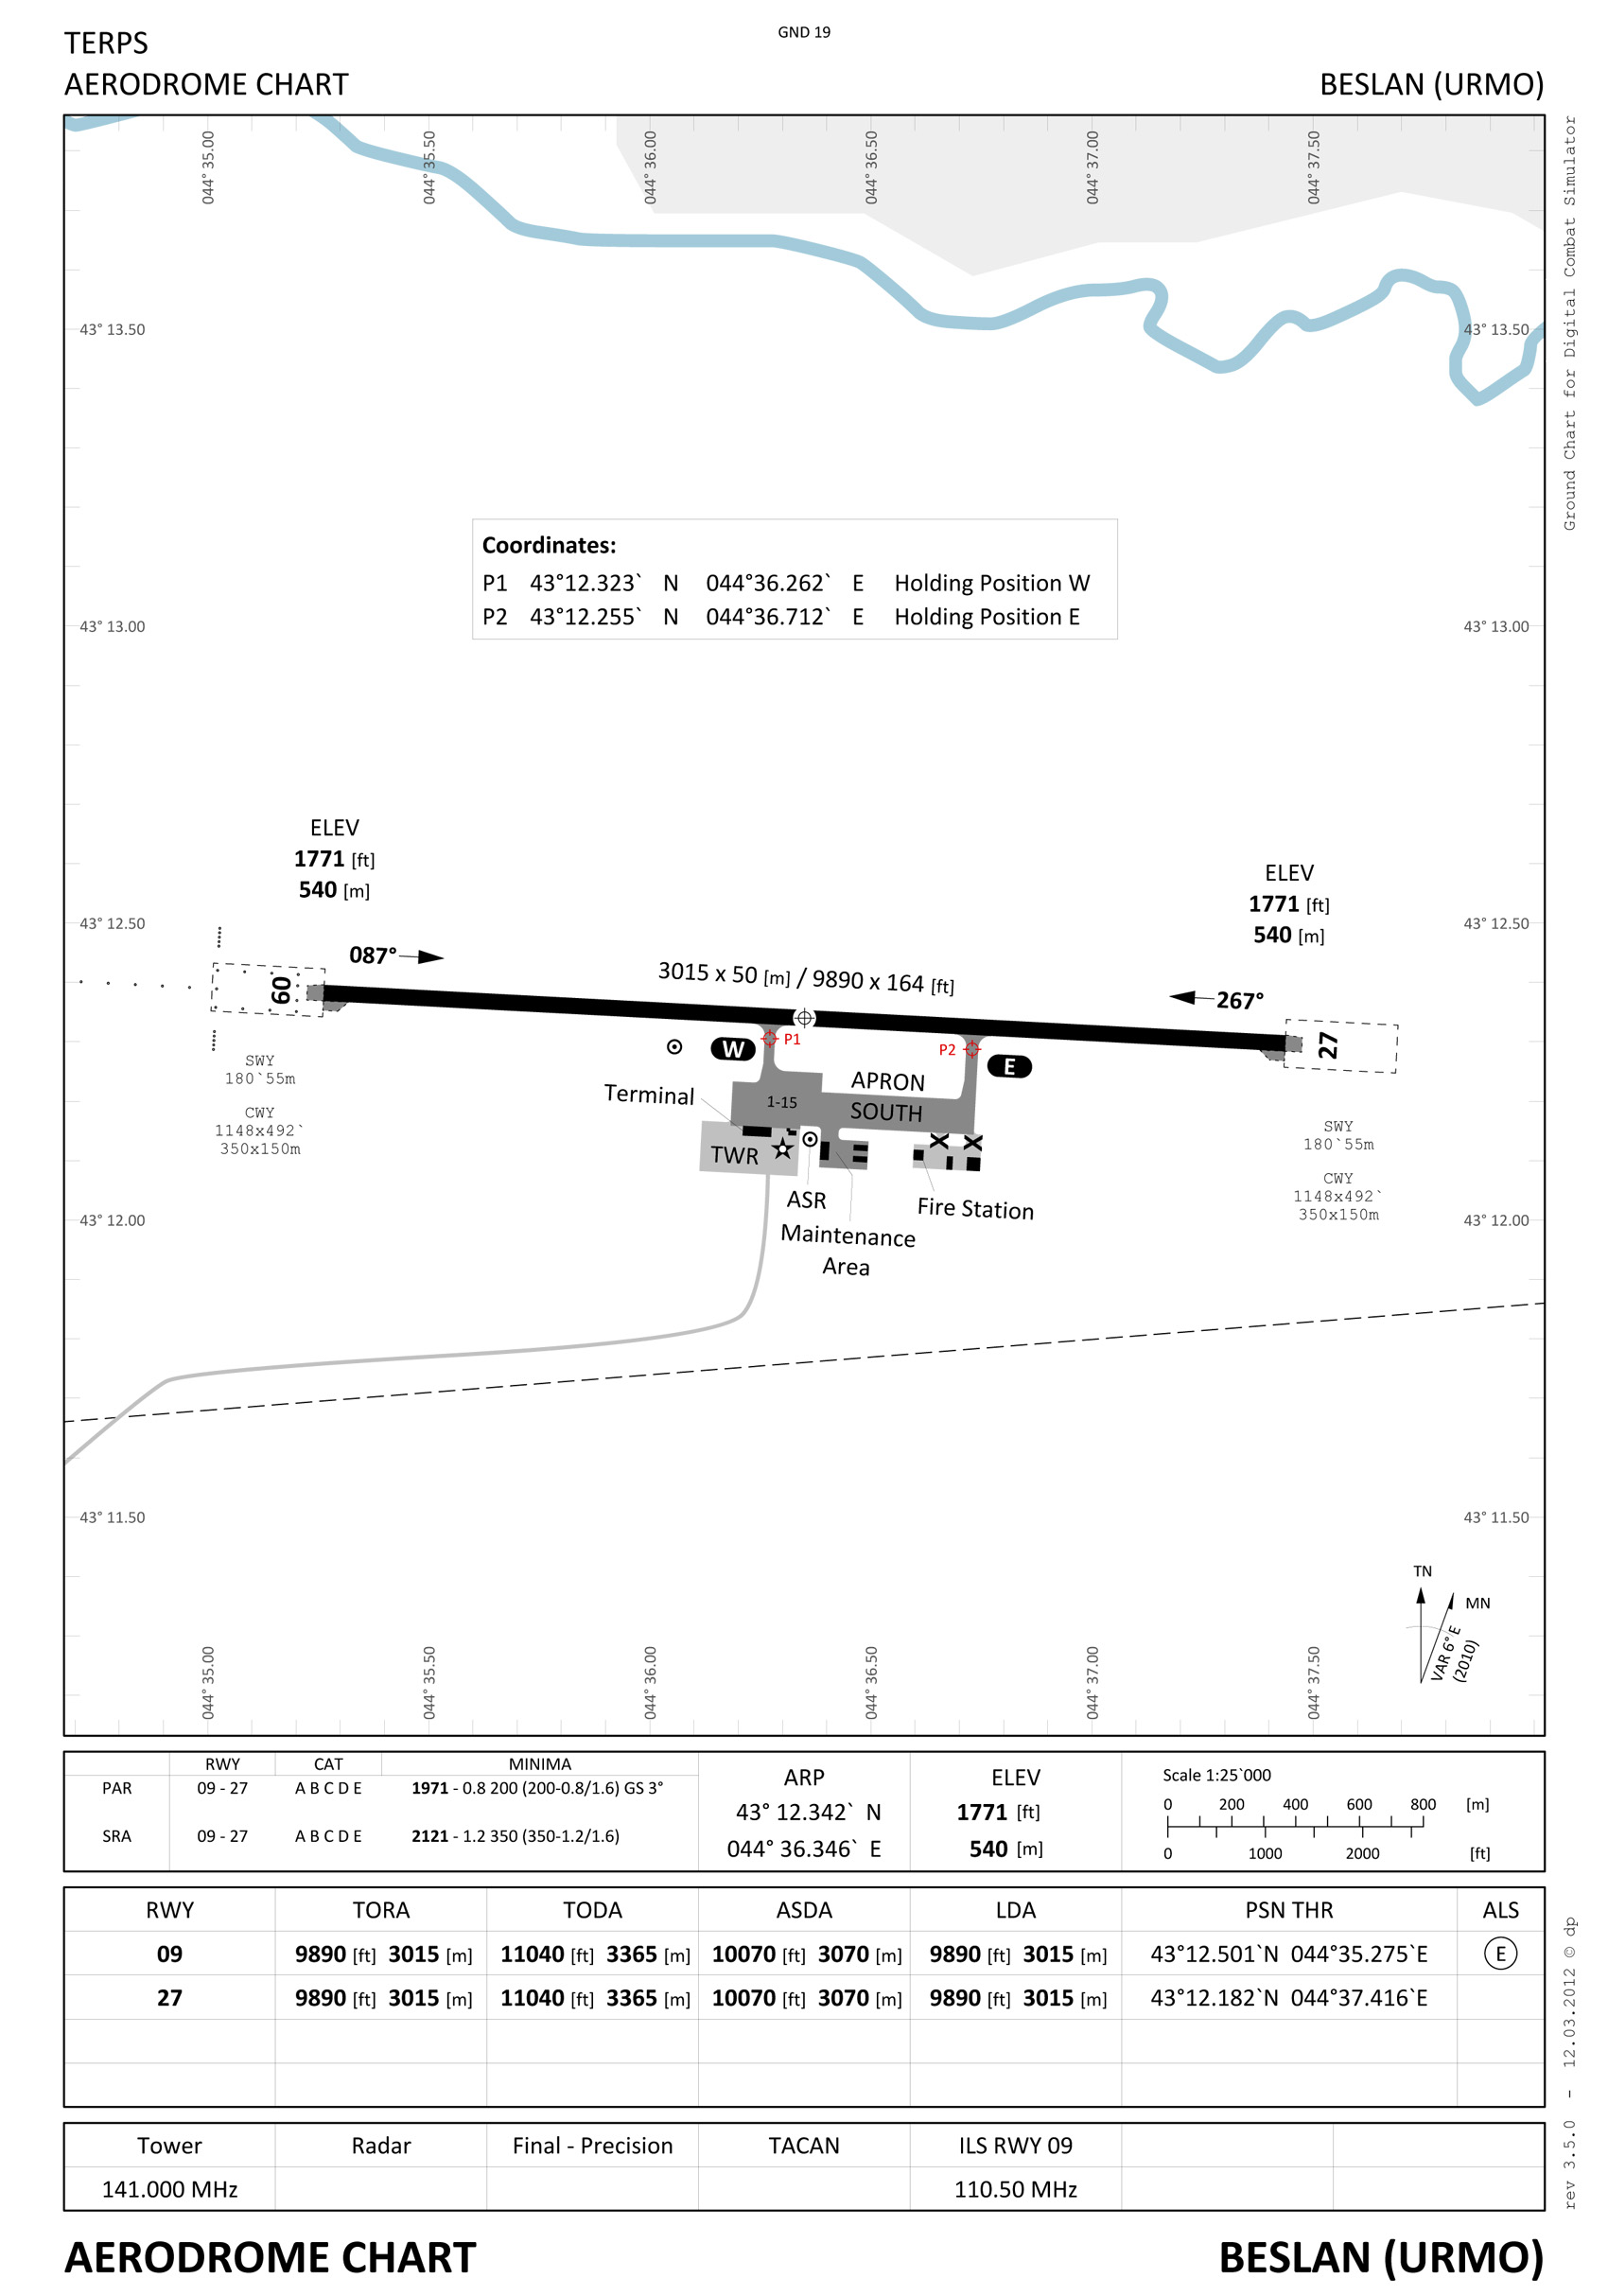 GND 19
TERPS
AERODROME CHART
BESLAN (URMO)
Ground Chart for Digital Combat Simulator
044° 35.00
044° 35.50
044° 36.00
044° 36.50
044° 37.00
044° 37.50
43° 13.50
43° 13.50
Coordinates:
P1 43°12.323` N 044°36.262` E Holding Position W
P2 43°12.255` N 044°36.712` E Holding Position E
43° 13.00
43° 13.00
ELEV
1771 [ft]
540 [m]
ELEV
1771 [ft]
540 [m]
43° 12.50
43° 12.50
087°
3015 x 50 [m] / 9890 x 164 [ft]
267°
09
27
W
P1
P2
E
SWY
180`55m
CWY
1148x492`
350x150m
Terminal
1-15
APRON
SOUTH
TWR
ASR
Maintenance
Area
Fire Station
SWY
180`55m
CWY
1148x492`
350x150m
43° 12.00
43° 12.00
43° 11.50
43° 11.50
TN
MN
VAR 6° E
(2010)
044° 35.00
044° 35.50
044° 36.00
044° 36.50
044° 37.00
044° 37.50
RWY CAT MINIMA
PAR 09 - 27 A B C D E 1971 - 0.8 200 (200-0.8/1.6) GS 3°
SRA 09 - 27 A B C D E 2121 - 1.2 350 (350-1.2/1.6)
ARP
43° 12.342` N
044° 36.346` E
ELEV
1771 [ft]
540 [m]
Scale 1:25`000
0 200 400 600 800 [m]
0 1000 2000 [ft]
RWY TORA TODA ASDA LDA PSN THR ALS
09 9890 [ft] 3015 [m] 11040 [ft] 3365 [m] 10070 [ft] 3070 [m] 9890 [ft] 3015 [m] 43°12.501`N 044°35.275`E E
27 9890 [ft] 3015 [m] 11040 [ft] 3365 [m] 10070 [ft] 3070 [m] 9890 [ft] 3015 [m] 43°12.182`N 044°37.416`E
Tower Radar Final - Precision TACAN ILS RWY 09
141.000 MHz 110.50 MHz
rev 3.5.0 - 12.03.2012 © dp
AERODROME CHART
BESLAN (URMO)